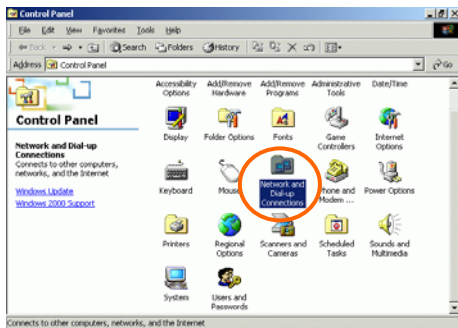 Control Panel
File Edit View Favorites Tools Help
Back Search Folders History
Address Control Panel Go
Control Panel
Network and Dial-up
Connections
Connects to other computers,
networks, and the Internet
Windows Update
Windows 2000 Support
Accessibility Options
Add/Remove Hardware
Add/Remove Programs
Administrative Tools
Date/Time
Display
Folder Options
Fonts
Game Controllers
Internet Options
Keyboard
Mouse
Network and Dial-up Connections
Phone and Modem ...
Power Options
Printers
Regional Options
Scanners and Cameras
Scheduled Tasks
Sounds and Multimedia
System
Users and Passwords
Connects to other computers, networks, and the Internet